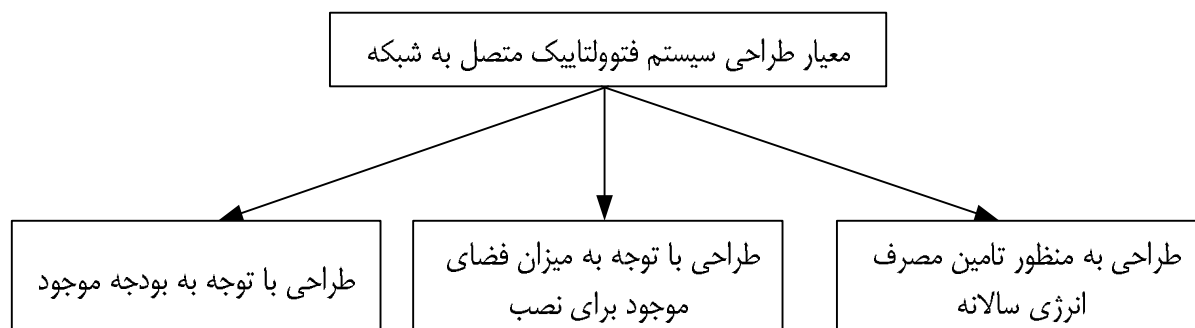 معیار طراحی سیستم فتوولتاییک متصل به شبکه
طراحی به منظور تامین مصرف
انرژی سالانه
طراحی با توجه به میزان فضای
موجود برای نصب
طراحی با توجه به بودجه موجود